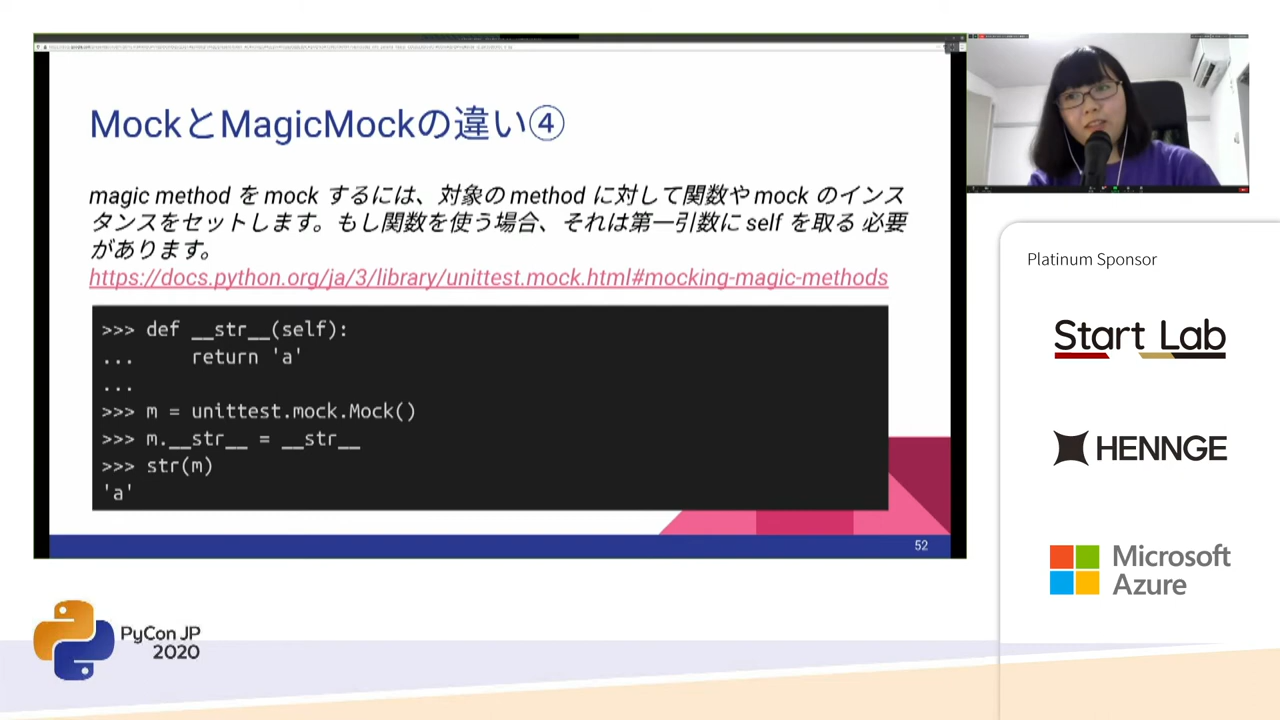 MockとMagicMockの違い④
magic method を mock するには、対象の method に対して関数や mock のインス
タンスをセットします。もし関数を使う場合、それは第一引数に self を取る 必要
があります。
https://docs.python.org/ja/3/library/unittest.mock.html#mocking-magic-methods
>>> def __str__(self):
...     return 'a'
...
>>> m = unittest.mock.Mock()
>>> m.__str__ = __str__
>>> str(m)
'a'
52
Platinum Sponsor
Start Lab
HENNGE
Microsoft
Azure
PyCon JP
2020